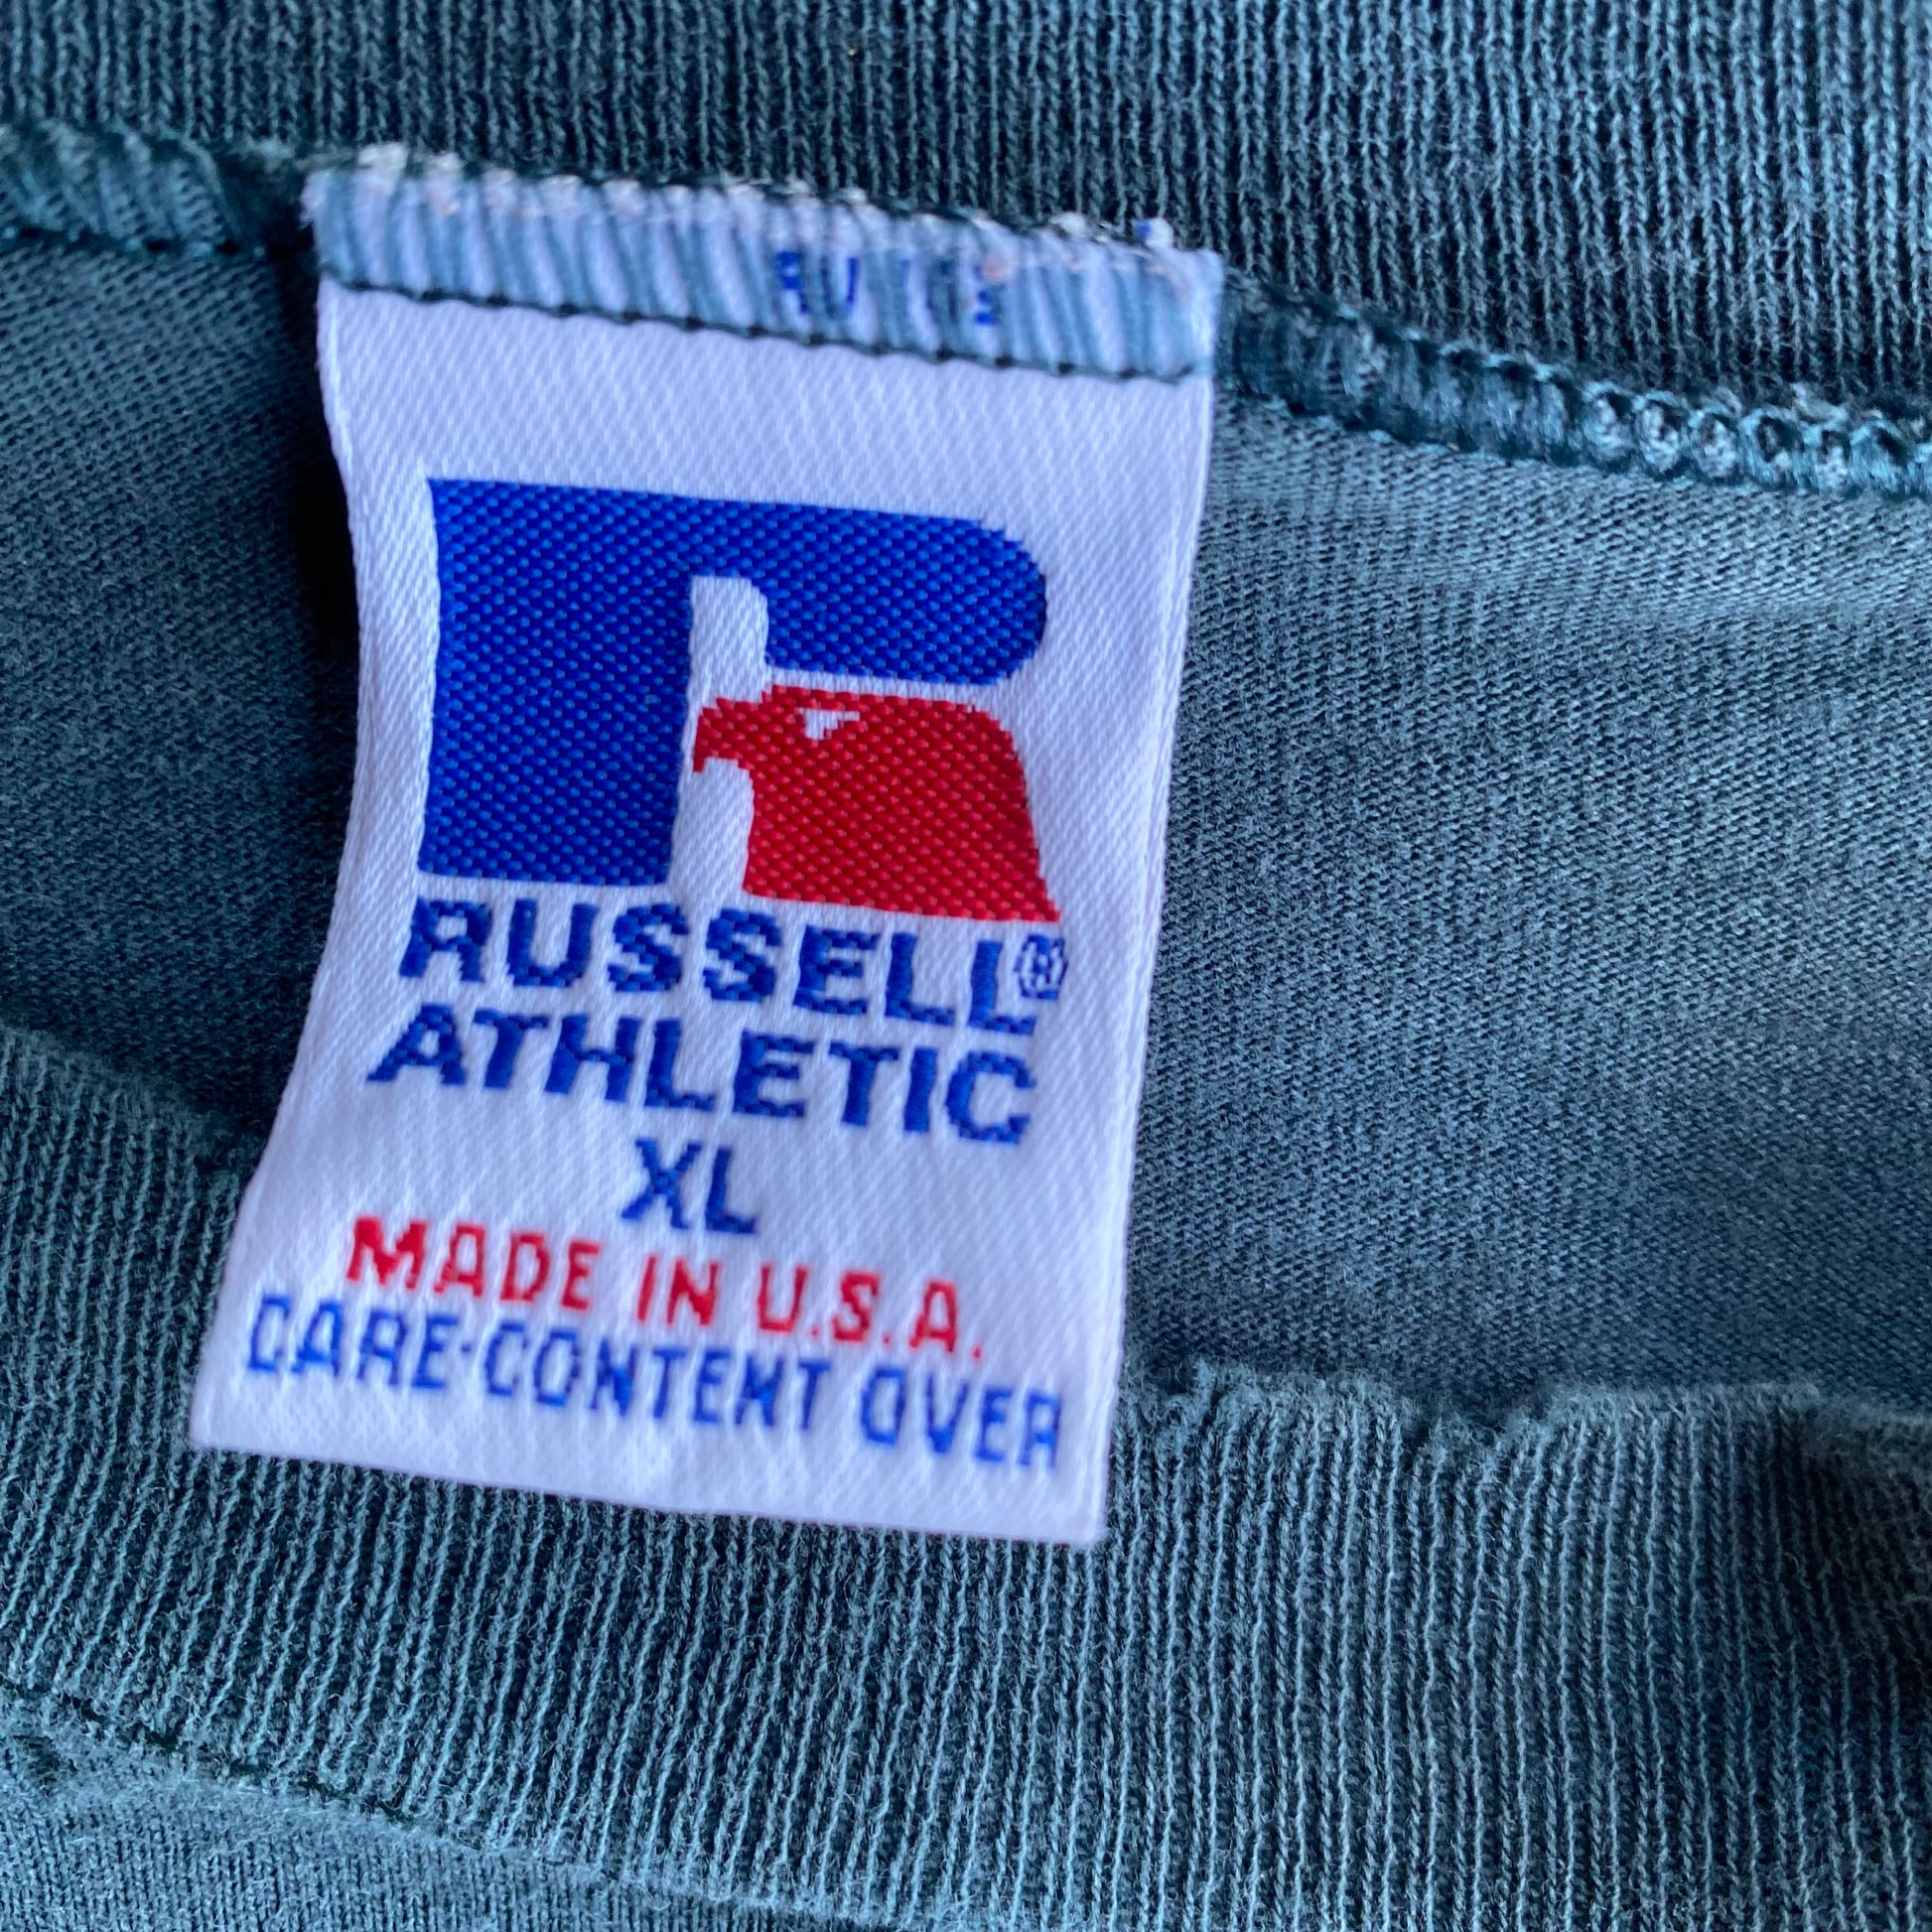 RUSSELL®
ATHLETIC
XL
MADE IN U.S.A.
CARE·CONTENT OVER